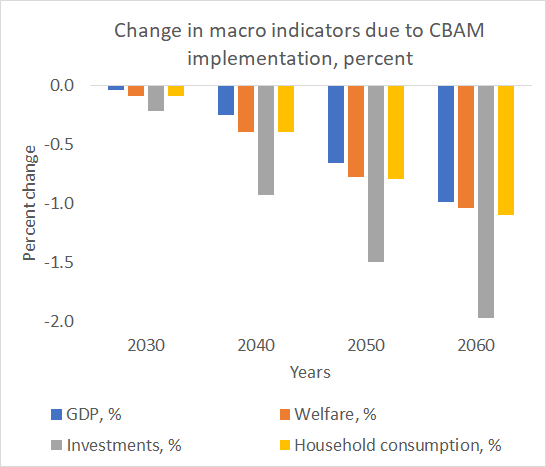 Change in macro indicators due to CBAM
implementation, percent
0.0
-0.5
-1.0
-1.5
-2.0
Percent change
2030 2040 2050 2060
Years
GDP, % Welfare, %
Investments, % Household consumption, %